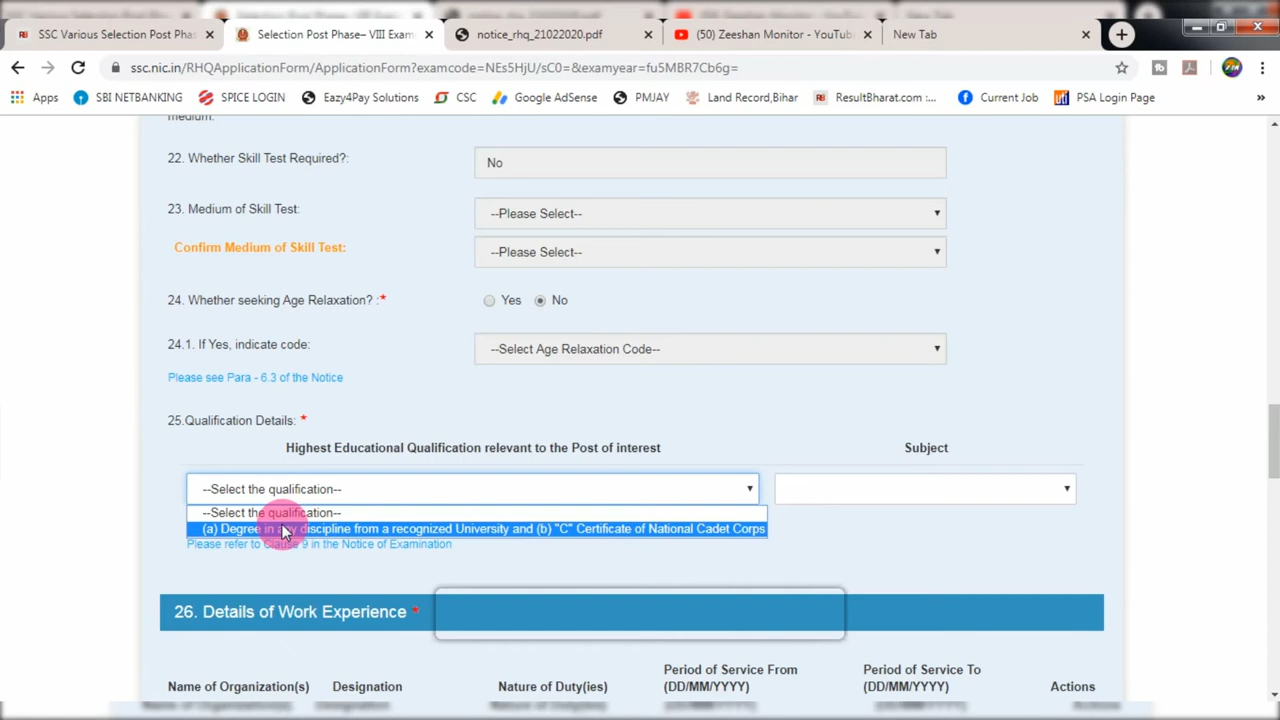 SSC Various Selection Post Phas
Selection Post Phase– VIII Exam
notice_rhq_21022020.pdf
(50) Zeeshan Monitor - YouTub
New Tab
ssc.nic.in/RHQApplicationForm/ApplicationForm?examcode=NEs5HjU/sC0=&examyear=fu5MBR7Cb6g=
Apps
SBI NETBANKING
SPICE LOGIN
Eazy4Pay Solutions
CSC
Google AdSense
PMJAY
Land Record,Bihar
ResultBharat.com :...
Current Job
PSA Login Page
»
medium.
22. Whether Skill Test Required?:
No
23. Medium of Skill Test:
--Please Select--
Confirm Medium of Skill Test:
--Please Select--
24. Whether seeking Age Relaxation? :*
Yes No
24.1. If Yes, indicate code:
--Select Age Relaxation Code--
Please see Para - 6.3 of the Notice
25.Qualification Details: *
Highest Educational Qualification relevant to the Post of interest
Subject
--Select the qualification--
--Select the qualification--
(a) Degree in any discipline from a recognized University and (b) "C" Certificate of National Cadet Corps
Please refer to Clause 9 in the Notice of Examination
26. Details of Work Experience *
Name of Organization(s)
Designation
Nature of Duty(ies)
Period of Service From
(DD/MM/YYYY)
Period of Service To
(DD/MM/YYYY)
Actions